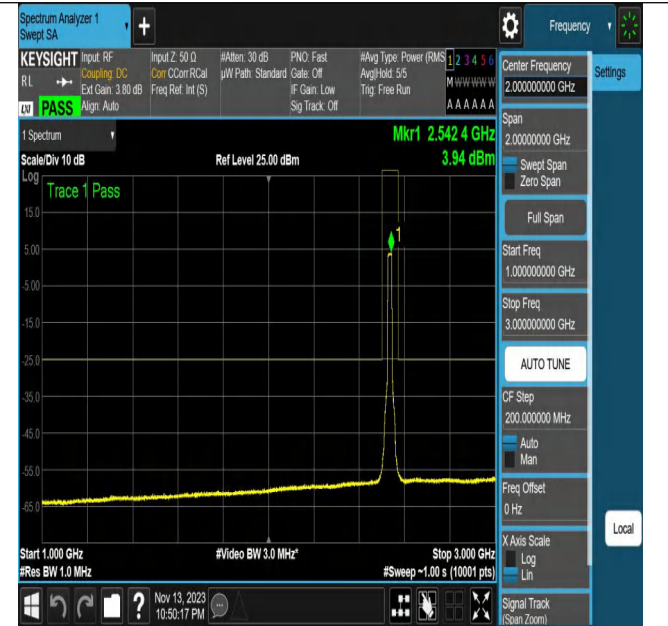 Spectrum Analyzer 1
Swept SA
+
Frequency
KEYSIGHT
RL
LXI PASS
Input: RF
Coupling: DC
Ext Gain: 3.80 dB
Align: Auto
Input Z: 50 Ω
Corr CCorr RCal
Freq Ref: Int (S)
#Atten: 30 dB
µW Path: Standard
PNO: Fast
Gate: Off
IF Gain: Low
Sig Track: Off
#Avg Type: Power (RMS
Avg|Hold: 5/5
Trig: Free Run
1 2 3 4 5 6
M W W W W W
A A A A A A
1 Spectrum
Mkr1 2.542 4 GHz
Scale/Div 10 dB
Ref Level 25.00 dBm
3.94 dBm
Log
Trace 1 Pass
15.0
5.00
-5.00
-15.0
-25.0
-35.0
-45.0
-55.0
-65.0
1
Start 1.000 GHz
#Video BW 3.0 MHz*
Stop 3.000 GHz
#Res BW 1.0 MHz
#Sweep ~1.00 s (10001 pts)
Center Frequency
2.000000000 GHz
Settings
Span
2.00000000 GHz
Swept Span
Zero Span
Full Span
Start Freq
1.000000000 GHz
Stop Freq
3.000000000 GHz
AUTO TUNE
CF Step
200.000000 MHz
Auto
Man
Freq Offset
0 Hz
Local
X Axis Scale
Log
Lin
Signal Track
(Span Zoom)
?
Nov 13, 2023
10:50:17 PM